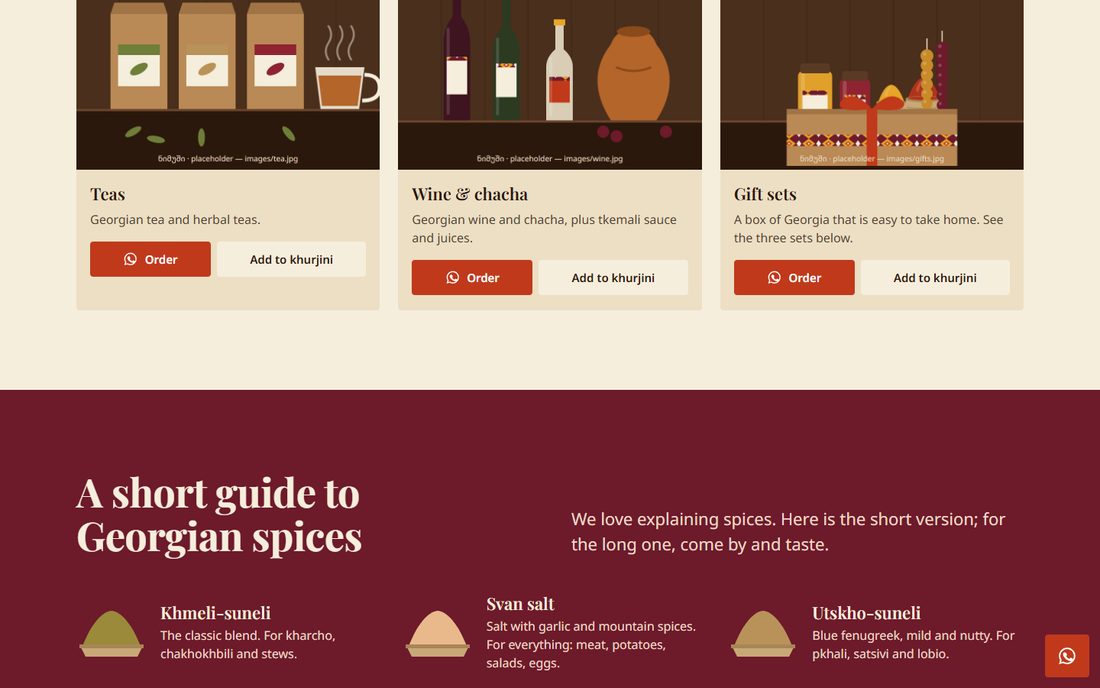 ნიმუში · placeholder — images/tea.jpg
ნიმუში · placeholder — images/wine.jpg
ნიმუში · placeholder — images/gifts.jpg
Teas
Georgian tea and herbal teas.
Order
Add to khurjini
Wine & chacha
Georgian wine and chacha, plus tkemali sauce
and juices.
Order
Add to khurjini
Gift sets
A box of Georgia that is easy to take home. See
the three sets below.
Order
Add to khurjini
A short guide to
Georgian spices
We love explaining spices. Here is the short version; for
the long one, come by and taste.
Khmeli-suneli
The classic blend. For kharcho,
chakhokhbili and stews.
Svan salt
Salt with garlic and mountain spices.
For everything: meat, potatoes,
salads, eggs.
Utskho-suneli
Blue fenugreek, mild and nutty. For
pkhali, satsivi and lobio.